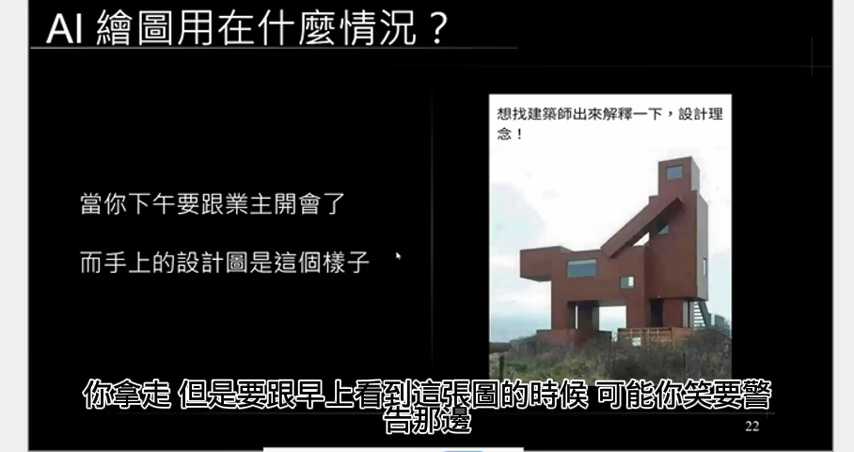 AI 繪圖用在什麼情況？
想找建築師出來解釋一下，設計理
念！
當你下午要跟業主開會了
而手上的設計圖是這個樣子
你拿走 但是要跟早上看到這張圖的時候 可能你笑要警
告那邊
22